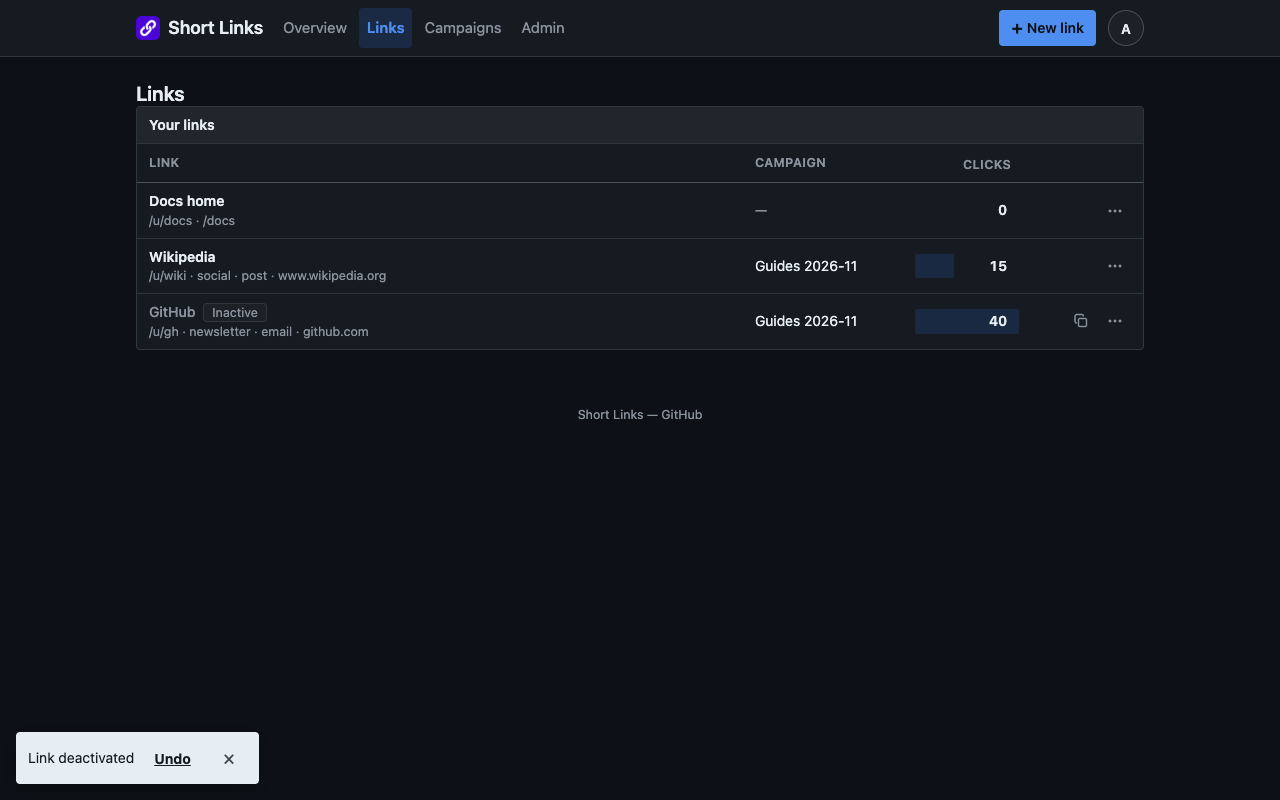 Short Links Overview Links Campaigns Admin + New link A
Links
Your links
LINK CAMPAIGN CLICKS
Docs home
/u/docs · /docs — 0 ···
Wikipedia
/u/wiki · social · post · www.wikipedia.org Guides 2026-11 15 ···
GitHub Inactive
/u/gh · newsletter · email · github.com Guides 2026-11 40 ···
Short Links — GitHub
Link deactivated Undo ×